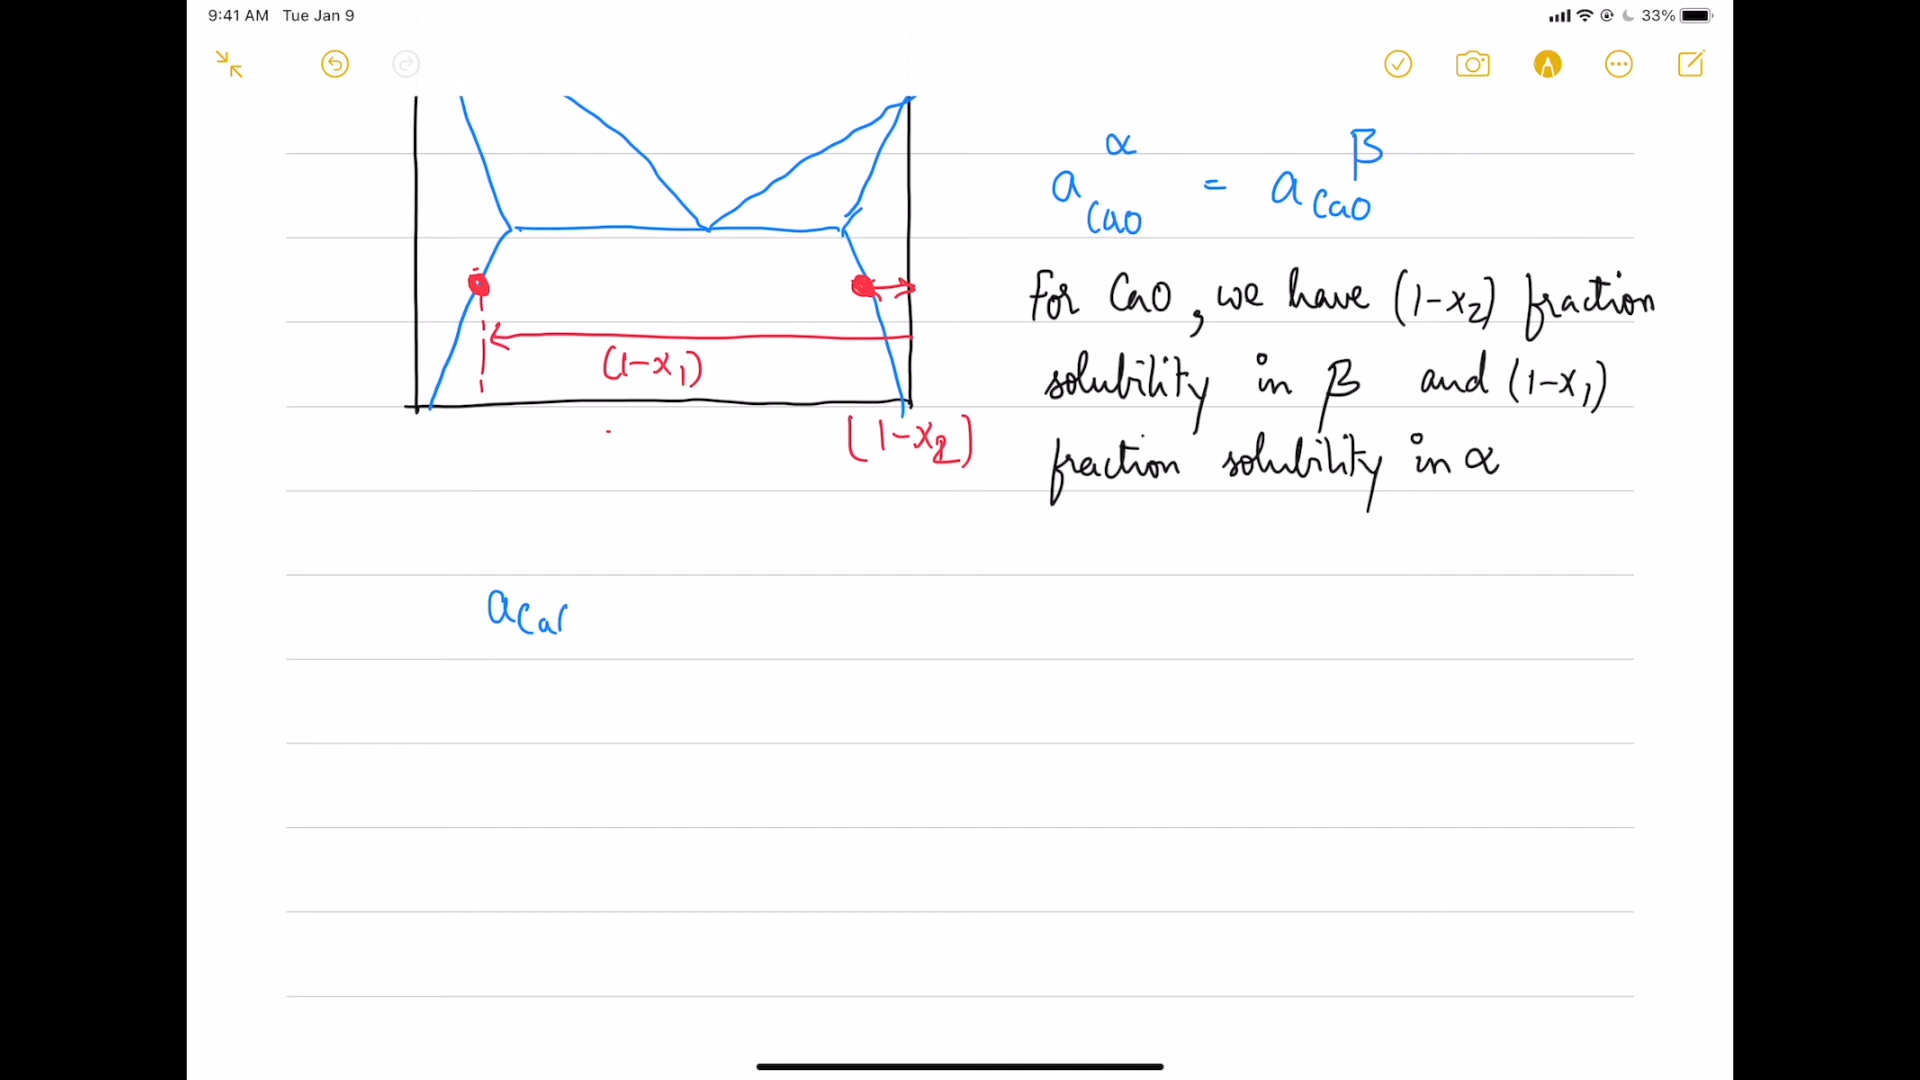 9:41 AM Tue Jan 9
33%
α β
a CaO = a CaO
For CaO, we have (1-x2) fraction
solubility in β and (1-x1)
fraction solubility in α
(1-x1)
(1-x2)
aCa